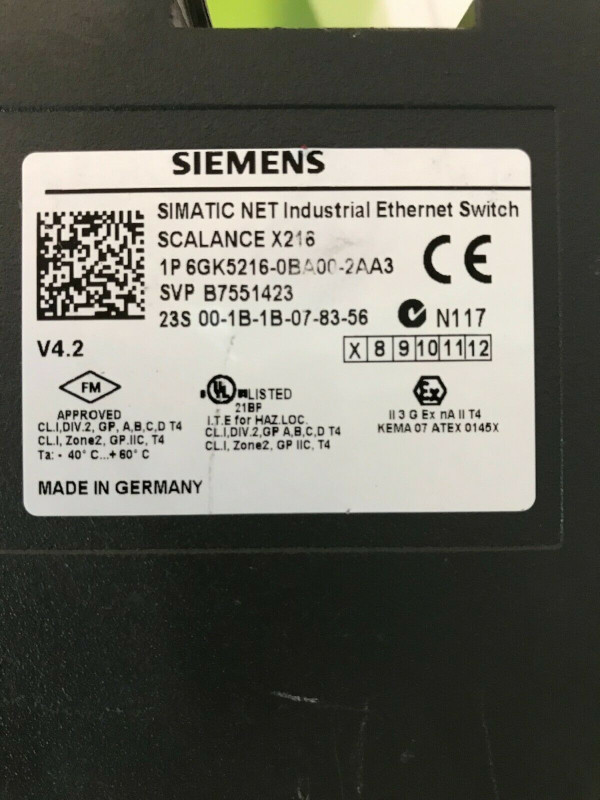 SIEMENS
SIMATIC NET Industrial Ethernet Switch
SCALANCE X216
1P 6GK5216-0BA00-2AA3
SVP B7551423
23S 00-1B-1B-07-83-56
N117
V4.2
X 8 9 10 11 12
FM
APPROVED
CL.I,DIV.2, GP, A,B,C,D T4
CL.I, Zone2, GP.IIC, T4
Ta: - 40° C...+ 60° C
UL LISTED
21BP
I.T.E for HAZ.LOC.
CL.I,DIV.2,GP A,B,C,D T4
CL.I, Zone2, GP IIC, T4
Ex
II 3 G Ex nA II T4
KEMA 07 ATEX 0145X
MADE IN GERMANY